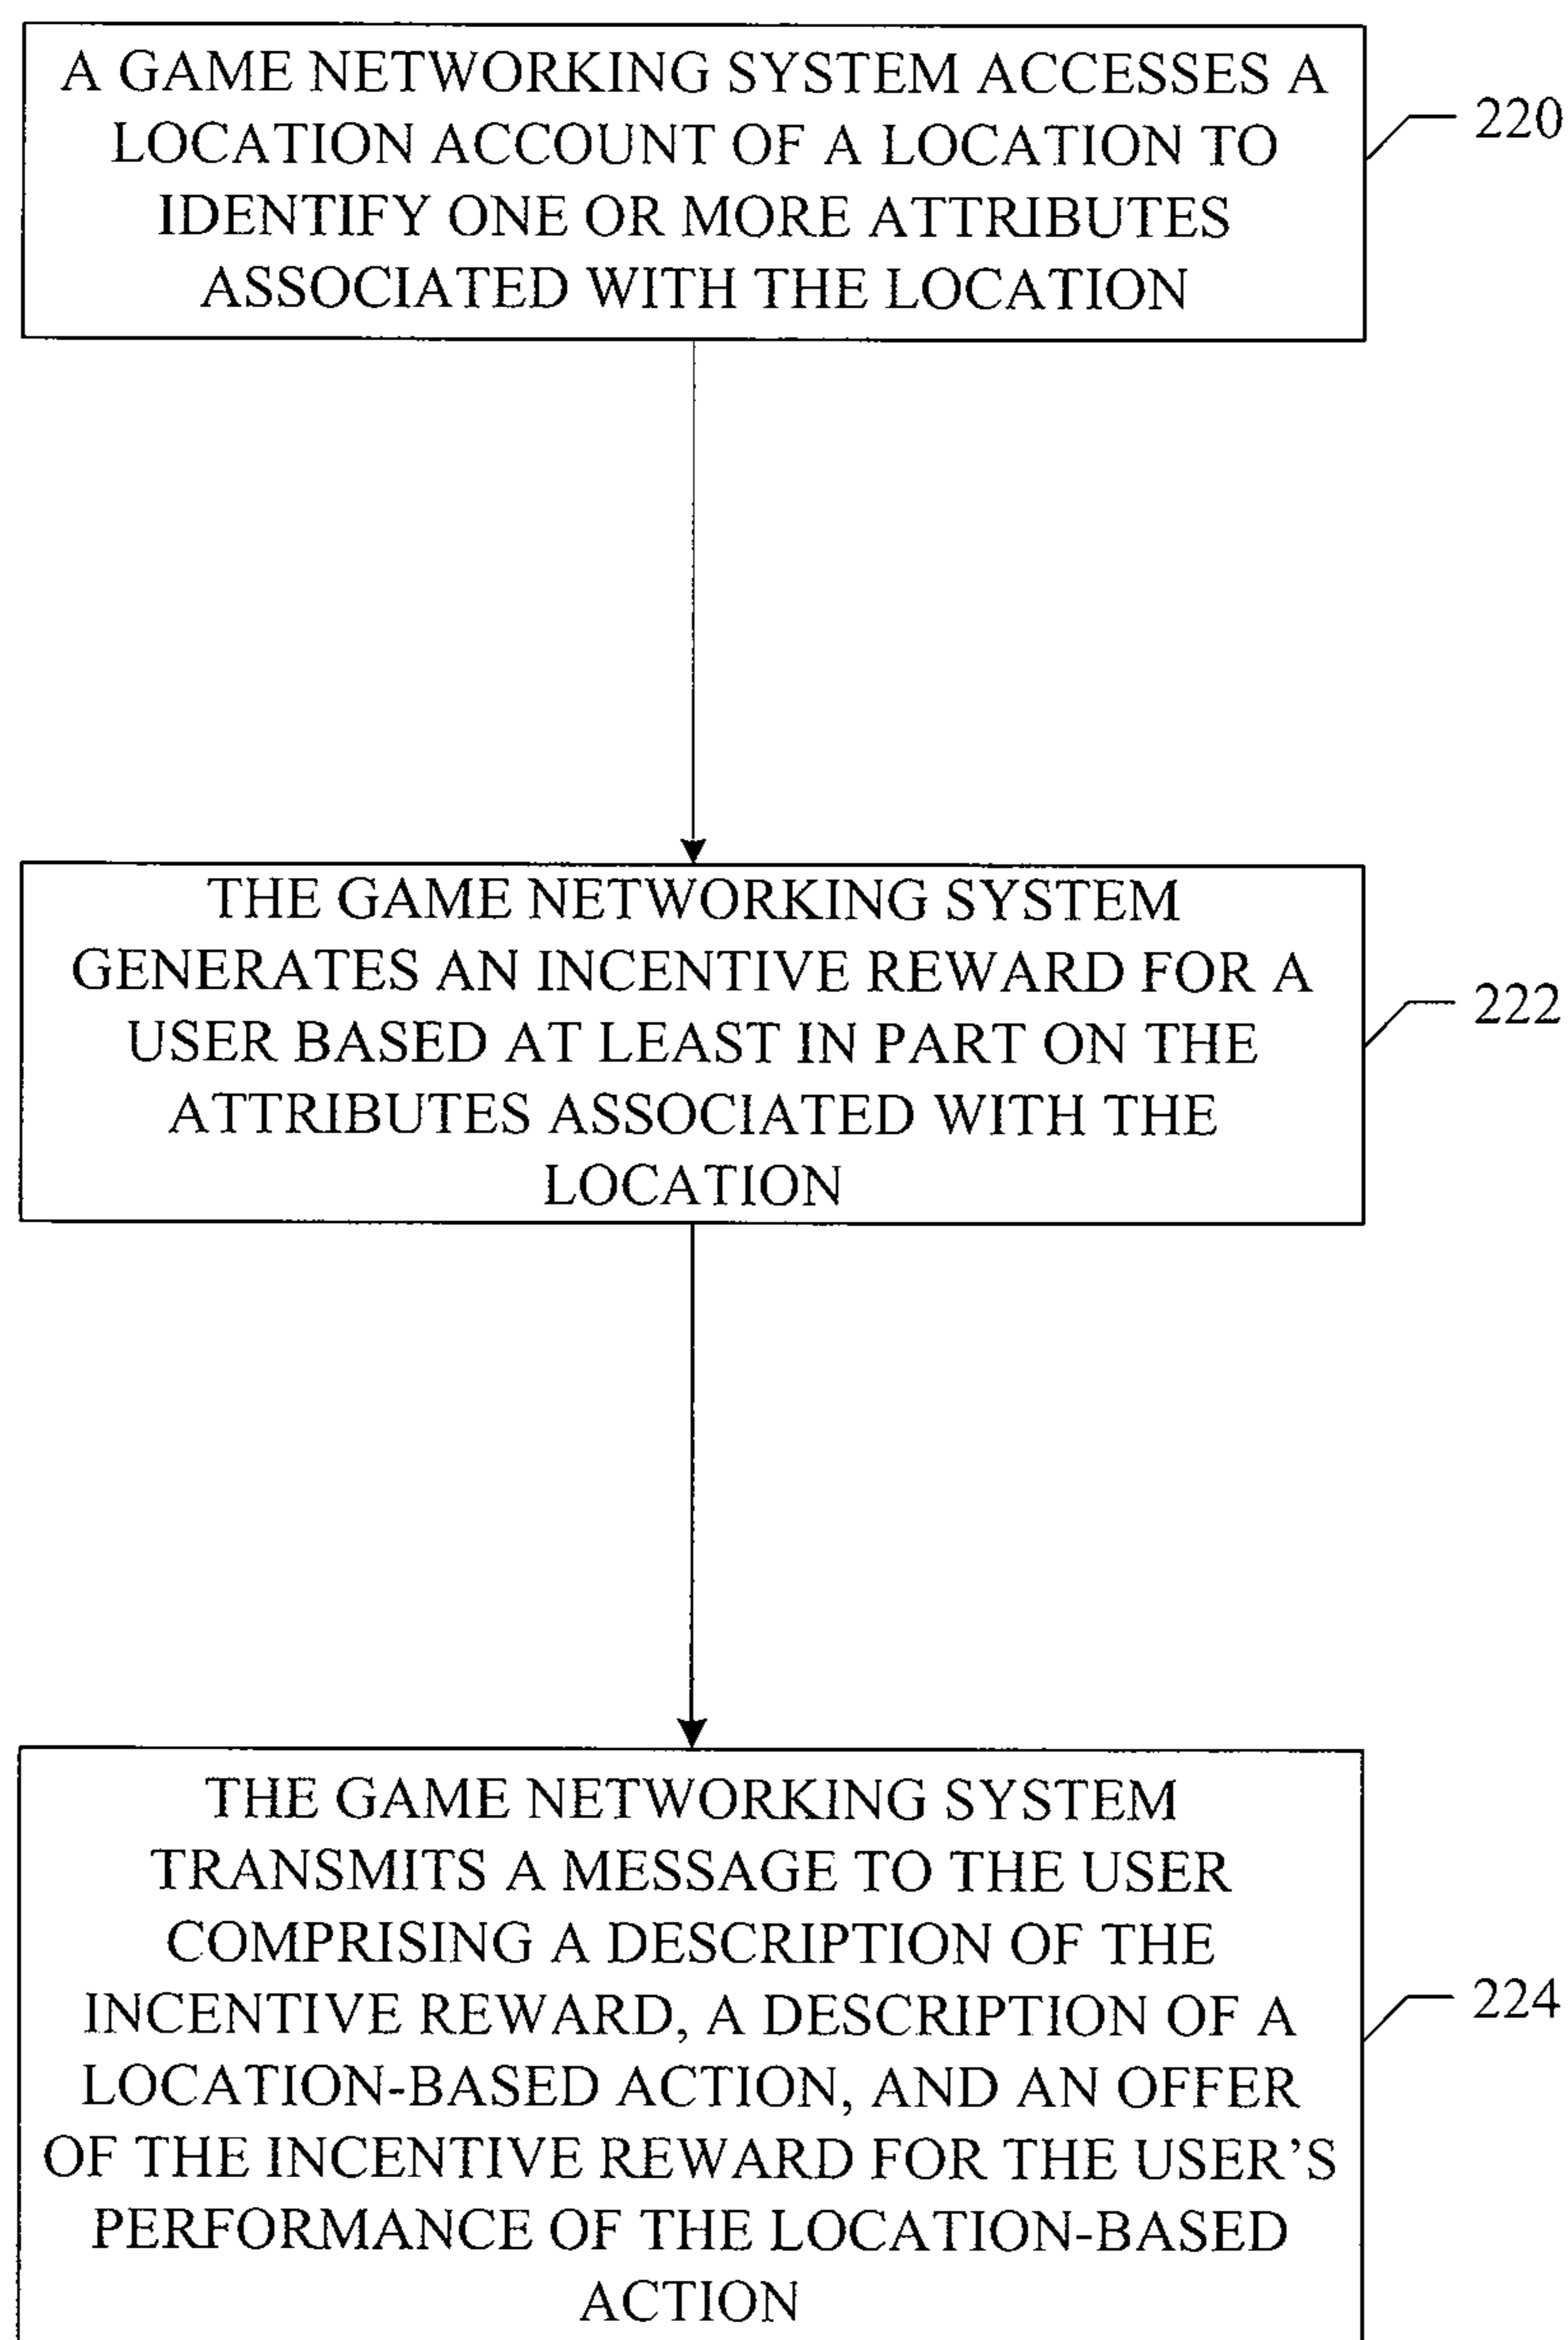 A GAME NETWORKING SYSTEM ACCESSES A
LOCATION ACCOUNT OF A LOCATION TO
IDENTIFY ONE OR MORE ATTRIBUTES
ASSOCIATED WITH THE LOCATION
220
THE GAME NETWORKING SYSTEM
GENERATES AN INCENTIVE REWARD FOR A
USER BASED AT LEAST IN PART ON THE
ATTRIBUTES ASSOCIATED WITH THE
LOCATION
222
THE GAME NETWORKING SYSTEM
TRANSMITS A MESSAGE TO THE USER
COMPRISING A DESCRIPTION OF THE
INCENTIVE REWARD, A DESCRIPTION OF A
LOCATION-BASED ACTION, AND AN OFFER
OF THE INCENTIVE REWARD FOR THE USER’S
PERFORMANCE OF THE LOCATION-BASED
ACTION
224